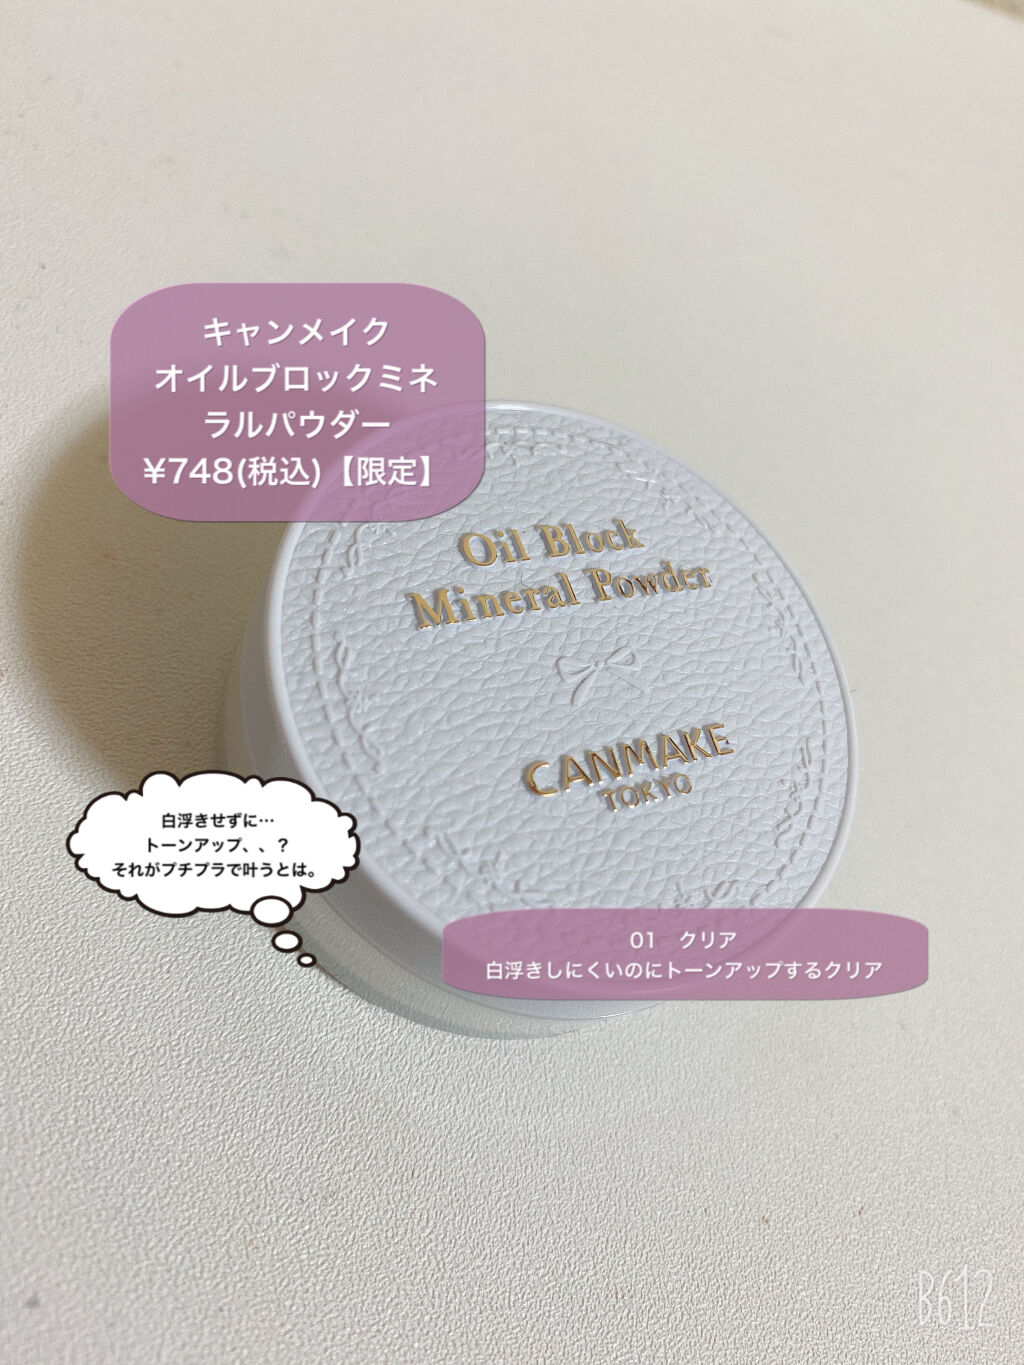 キャンメイク
オイルブロックミネ
ラルパウダー
¥748(税込)【限定】
Oil Block
Mineral Powder
CANMAKE
TOKYO
白浮きせずに…
トーンアップ、、？
それがプチプラで叶うとは。
01　クリア
白浮きしにくいのにトーンアップするクリア
B612